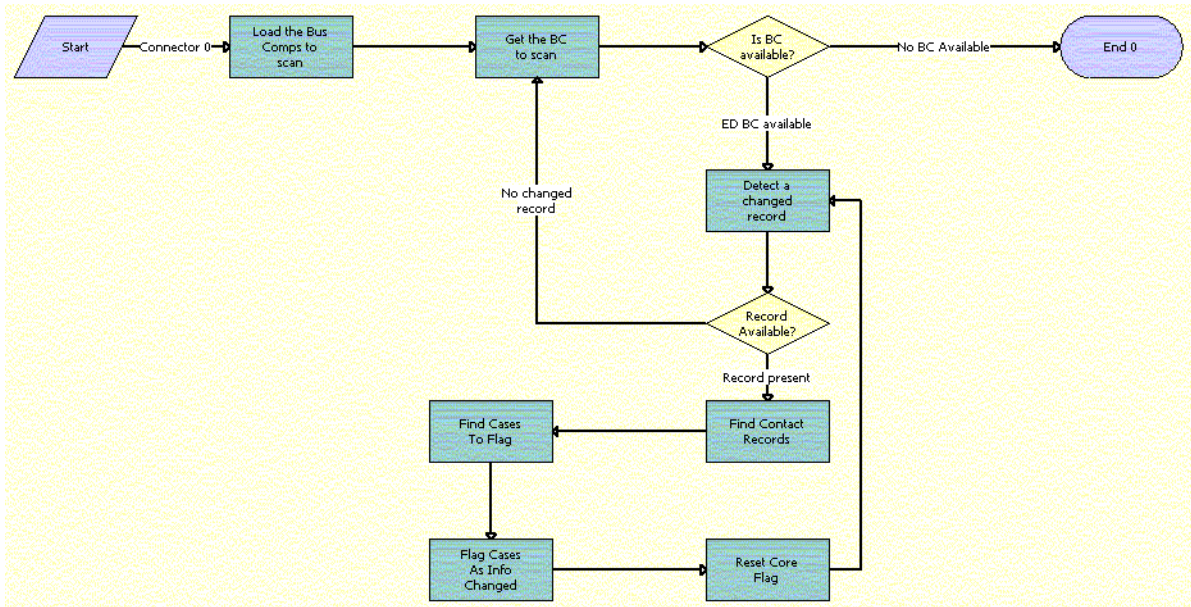 Start
Connector 0
Load the Bus
Comps to
scan
Get the BC
to scan
Is BC
available?
No BC Available
End 0
ED BC available
No changed
record
Detect a
changed
record
Record
Available?
Record present
Find Cases
To Flag
Find Contact
Records
Flag Cases
As Info
Changed
Reset Core
Flag